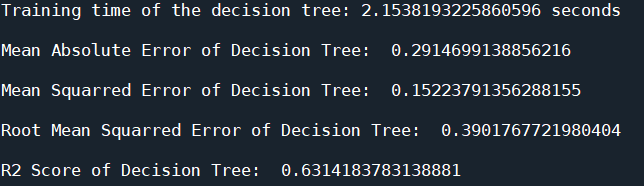 Training time of the decision tree: 2.1538193225860596 seconds
Mean Absolute Error of Decision Tree:  0.2914699138856216
Mean Squarred Error of Decision Tree:  0.15223791356288155
Root Mean Squarred Error of Decision Tree:  0.3901767721980404
R2 Score of Decision Tree:  0.6314183783138881